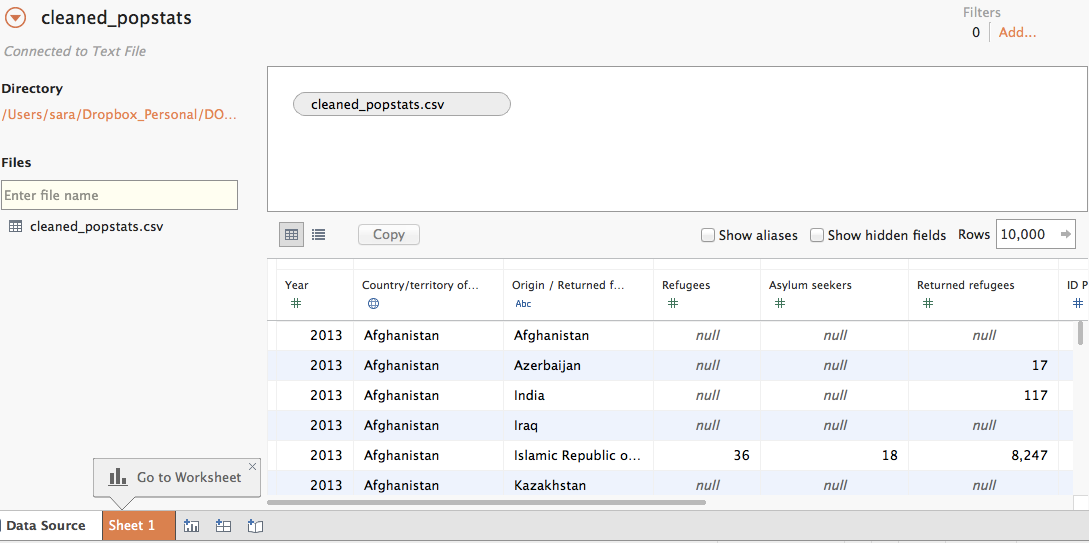 cleaned_popstats
Filters
0 Add...
Connected to Text File
Directory
/Users/sara/Dropbox_Personal/DO...
cleaned_popstats.csv
Files
Enter file name
cleaned_popstats.csv
Copy Show aliases Show hidden fields Rows 10,000
Year Country/territory of... Origin / Returned f... Refugees Asylum seekers Returned refugees ID P
# Abc # # # #
2013 Afghanistan Afghanistan null null null
2013 Afghanistan Azerbaijan null null 17
2013 Afghanistan India null null 117
2013 Afghanistan Iraq null null null
2013 Afghanistan Islamic Republic o... 36 18 8,247
2013 Afghanistan Kazakhstan null null null
Go to Worksheet
Data Source Sheet 1